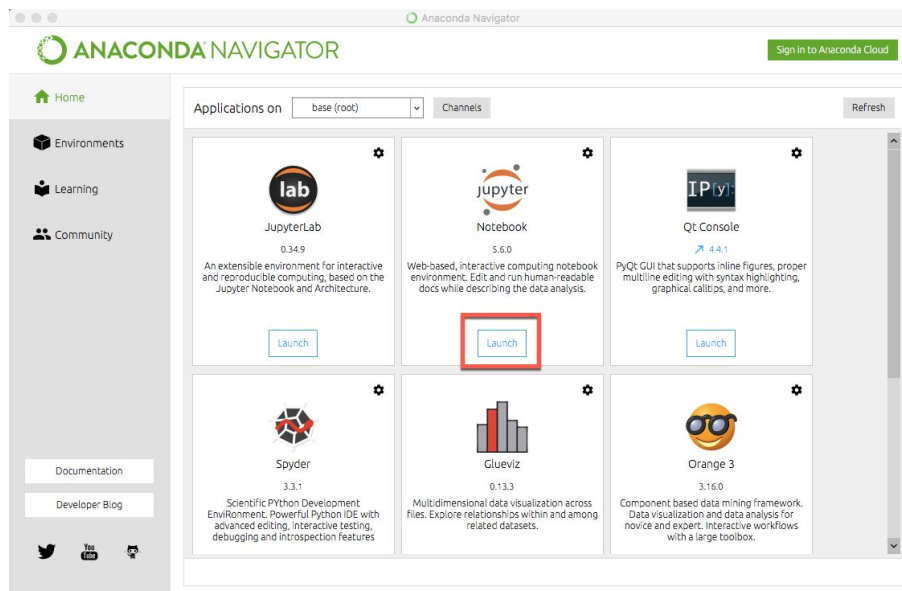 Anaconda Navigator
ANACONDA NAVIGATOR
Sign in to Anaconda Cloud
Home
Environments
Learning
Community
Documentation
Developer Blog
You
Tube
Applications on base (root) Channels Refresh
lab
JupyterLab
0.34.9
An extensible environment for interactive
and reproducible computing, based on the
Jupyter Notebook and Architecture.
Launch
jupyter
Notebook
5.6.0
Web-based, interactive computing notebook
environment. Edit and run human-readable
docs while describing the data analysis.
Launch
IP[y]:
Qt Console
4.4.1
PyQt GUI that supports inline figures, proper
multiline editing with syntax highlighting,
graphical calltips, and more.
Launch
Spyder
3.3.1
Scientific PYthon Development
EnviRonment. Powerful Python IDE with
advanced editing, interactive testing,
debugging and introspection features
Glueviz
0.13.3
Multidimensional data visualization across
files. Explore relationships within and among
related datasets.
Orange 3
3.16.0
Component based data mining framework.
Data visualization and data analysis for
novice and expert. Interactive workflows
with a large toolbox.